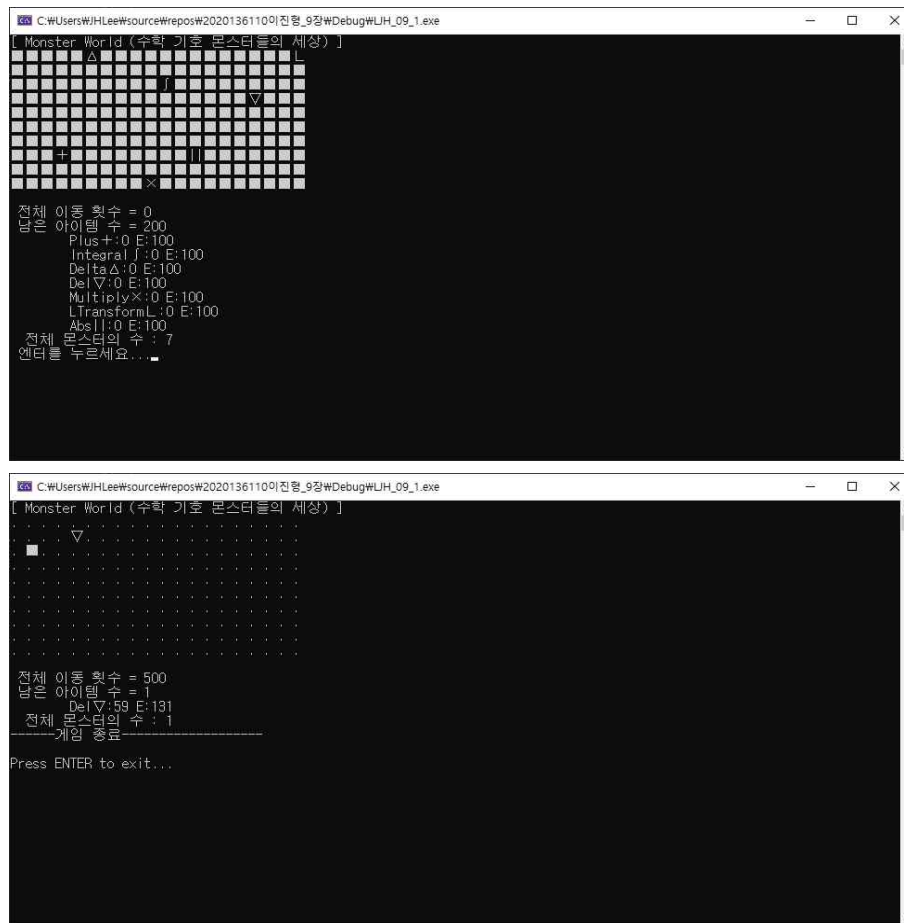 C:₩Users₩JHLee₩source₩repos₩2020136110이진형_9장₩Debug₩LJH_09_1.exe
[ Monster World(수학 기호 몬스터들의 세상) ]
■■■■■△■■■■■■■■■■■■■ㄴ
■■■■■■■■■■■■■■■■■■■■
■■■■■■■■■■∫■■■■■■■■■
■■■■■■■■■■■■■■■■▽■■■
■■■■■■■■■■■■■■■■■■■■
■■■■■■■■■■■■■■■■■■■■
■■■■■■■■■■■■■■■■■■■■
■■■+■■■■■■■■||■■■■■■■
■■■■■■■■■■■■■■■■■■■■
■■■■■■■■■×■■■■■■■■■■
전체 이동 횟수 = 0
남은 아이템 수 = 200
Plus+:0 E:100
Integral∫:0 E:100
Delta△:0 E:100
Del▽:0 E:100
Multiply×:0 E:100
LTransformㄴ:0 E:100
Abs||:0 E:100
전체 몬스터의 수 : 7
엔터를 누르세요...
C:₩Users₩JHLee₩source₩repos₩2020136110이진형_9장₩Debug₩LJH_09_1.exe
[ Monster World(수학 기호 몬스터들의 세상) ]
. . . . . . . . . . . . . . . . . . . .
. . . . ▽. . . . . . . . . . . . . . .
. ■. . . . . . . . . . . . . . . . . .
. . . . . . . . . . . . . . . . . . . .
. . . . . . . . . . . . . . . . . . . .
. . . . . . . . . . . . . . . . . . . .
. . . . . . . . . . . . . . . . . . . .
. . . . . . . . . . . . . . . . . . . .
. . . . . . . . . . . . . . . . . . . .
. . . . . . . . . . . . . . . . . . . .
전체 이동 횟수 = 500
남은 아이템 수 = 1
Del▽:59 E:131
전체 몬스터의 수 : 1
------게임 종료-------------------
Press ENTER to exit...